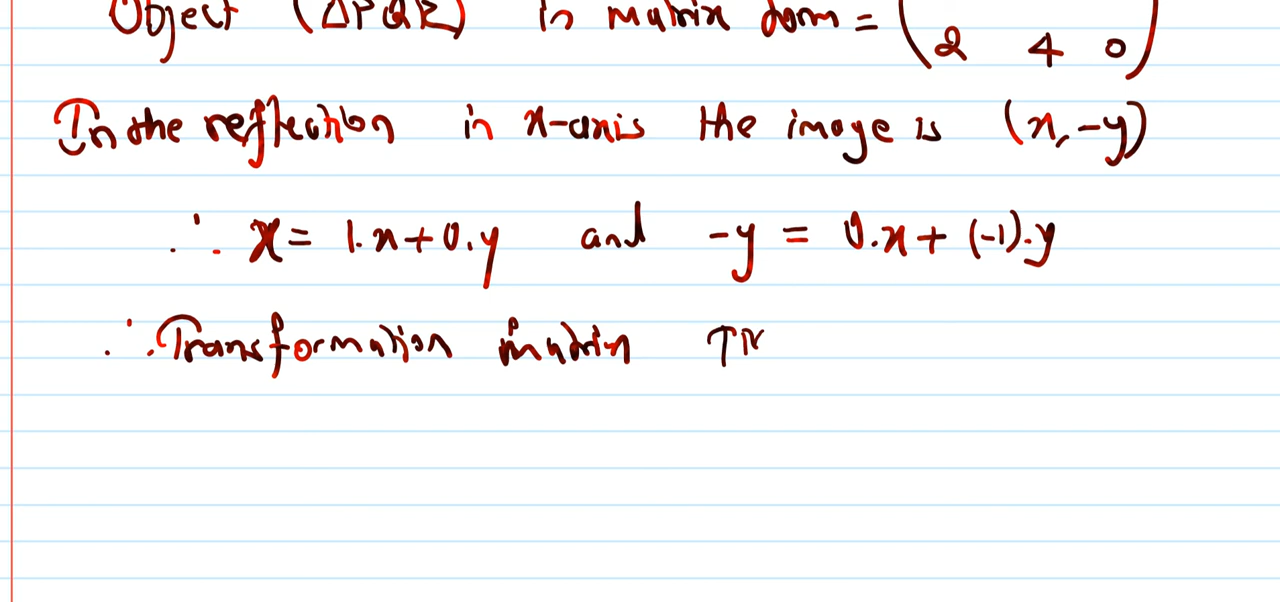 Object (ΔPQR) in matrix form = (
2 4 0)
In the reflection in x-axis the image is (x, -y)
∴ x = 1.x + 0.y and -y = 0.x + (-1).y
∴ Transformation matrix